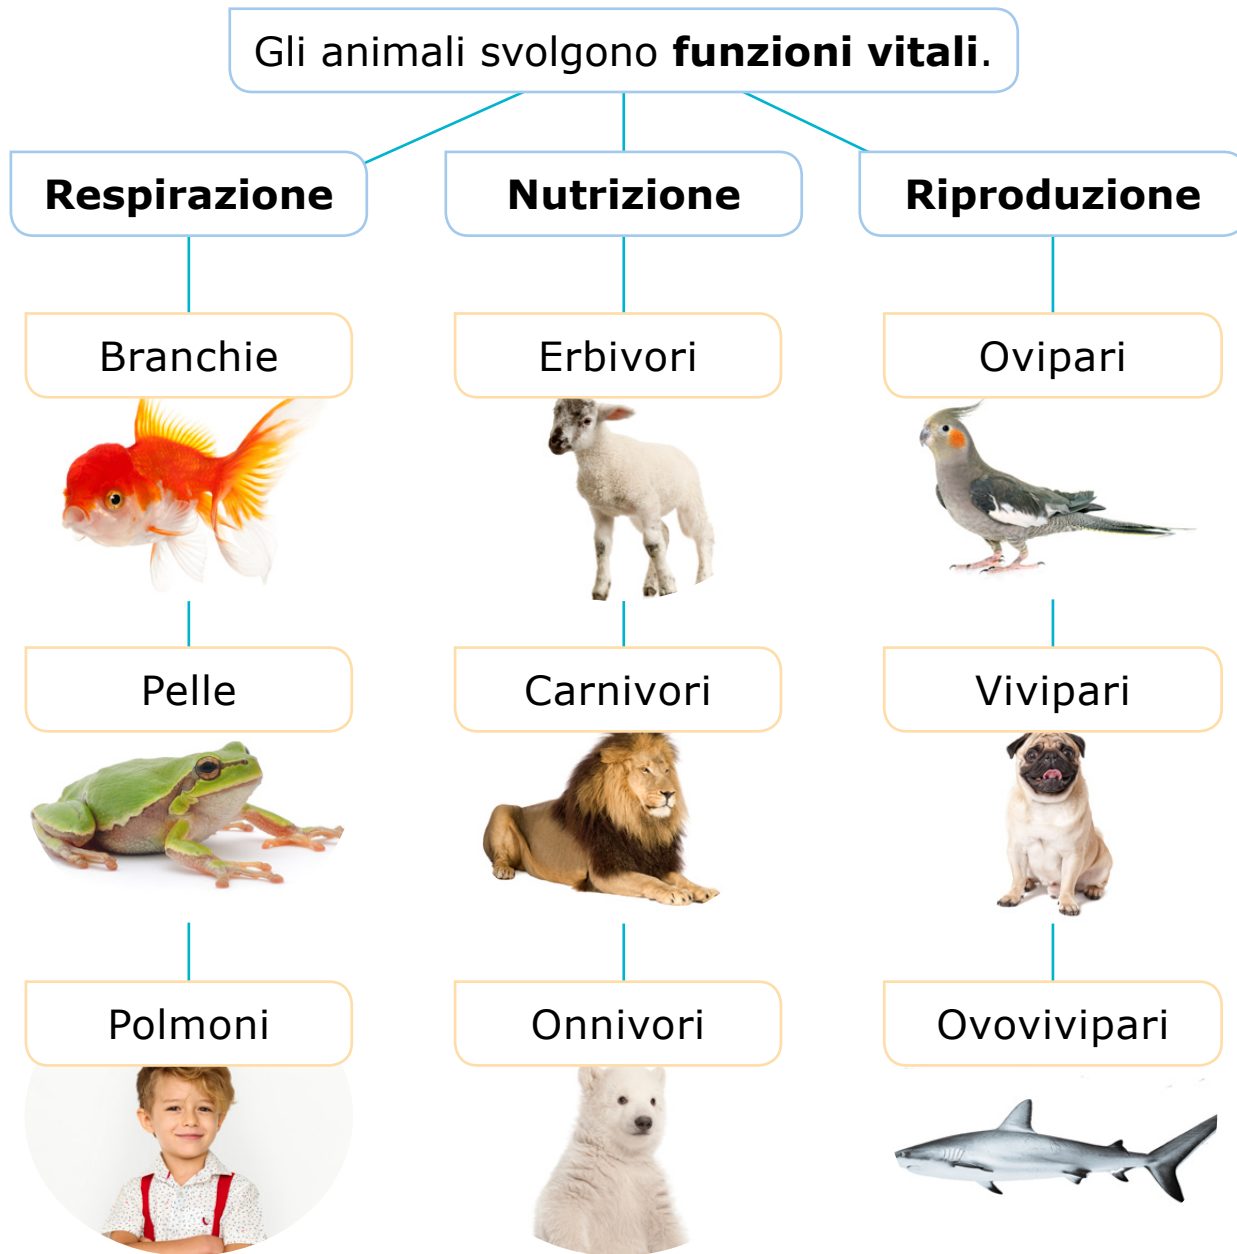 Gli animali svolgono funzioni vitali.
Respirazione
Nutrizione
Riproduzione
Branchie
Erbivori
Ovipari
Pelle
Carnivori
Vivipari
Polmoni
Onnivori
Ovovivipari